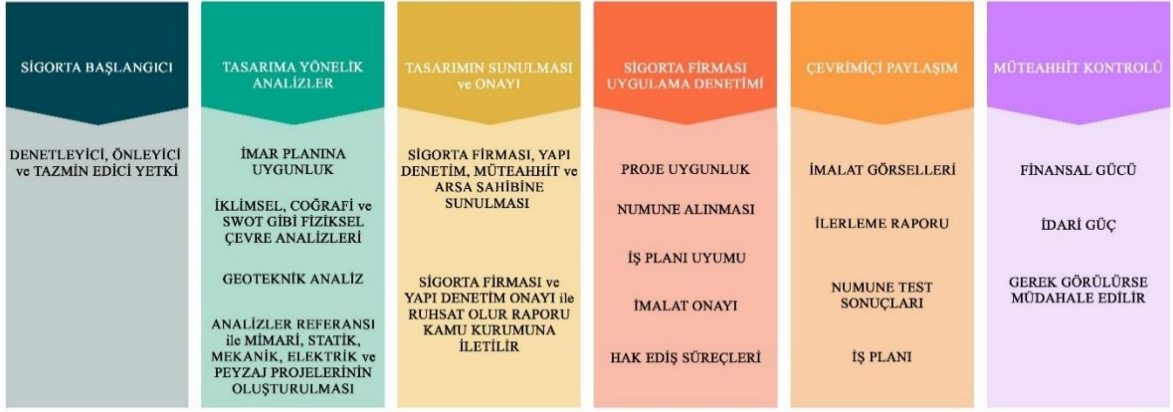 SİGORTA BAŞLANGICI
DENETLEYİCİ, ÖNLEYİCİ
ve TAZMİN EDİCİ YETKİ
TASARIMA YÖNELİK
ANALİZLER
İMAR PLANINA
UYGUNLUK
İKLİMSEL, COĞRAFİ ve
SWOT GİBİ FİZİKSEL
ÇEVRE ANALİZLERİ
GEOTEKNİK ANALİZ
ANALİZLER REFERANSI
ile MİMARİ, STATİK,
MEKANİK, ELEKTRİK ve
PEYZAJ PROJELERİNİN
OLUŞTURULMASI
TASARIMIN SUNULMASI
ve ONAYI
SİGORTA FİRMASI, YAPI
DENETİM, MÜTEAHHİT ve
ARSA SAHİBİNE
SUNULMASI
SİGORTA FİRMASI ve
YAPI DENETİM ONAYI ile
RUHSAT OLUR RAPORU
KAMU KURUMUNA
İLETİLİR
SİGORTA FİRMASI
UYGULAMA DENETİMİ
PROJE UYGUNLUK
NUMUNE ALINMASI
İŞ PLANI UYUMU
İMALAT ONAYI
HAK EDİŞ SÜREÇLERİ
ÇEVRİMİÇİ PAYLAŞIM
İMALAT GÖRSELLERİ
İLERLEME RAPORU
NUMUNE TEST
SONUÇLARI
İŞ PLANI
MÜTEAHHİT KONTROLÜ
FİNANSAL GÜCÜ
İDARİ GÜÇ
GEREK GÖRÜLÜRSE
MÜDAHALE EDİLİR